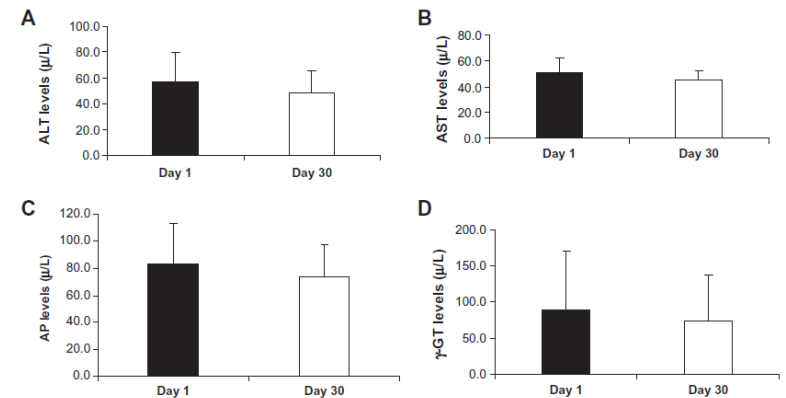 A
ALT levels (μ/L)
100.0
80.0
60.0
40.0
20.0
0.0
Day 1
Day 30
B
AST levels (μ/L)
80.0
60.0
40.0
20.0
0.0
Day 1
Day 30
C
AP levels (μ/L)
120.0
100.0
80.0
60.0
40.0
20.0
0.0
Day 1
Day 30
D
γ-GT levels (μ/L)
200.0
150.0
100.0
50.0
0.0
Day 1
Day 30